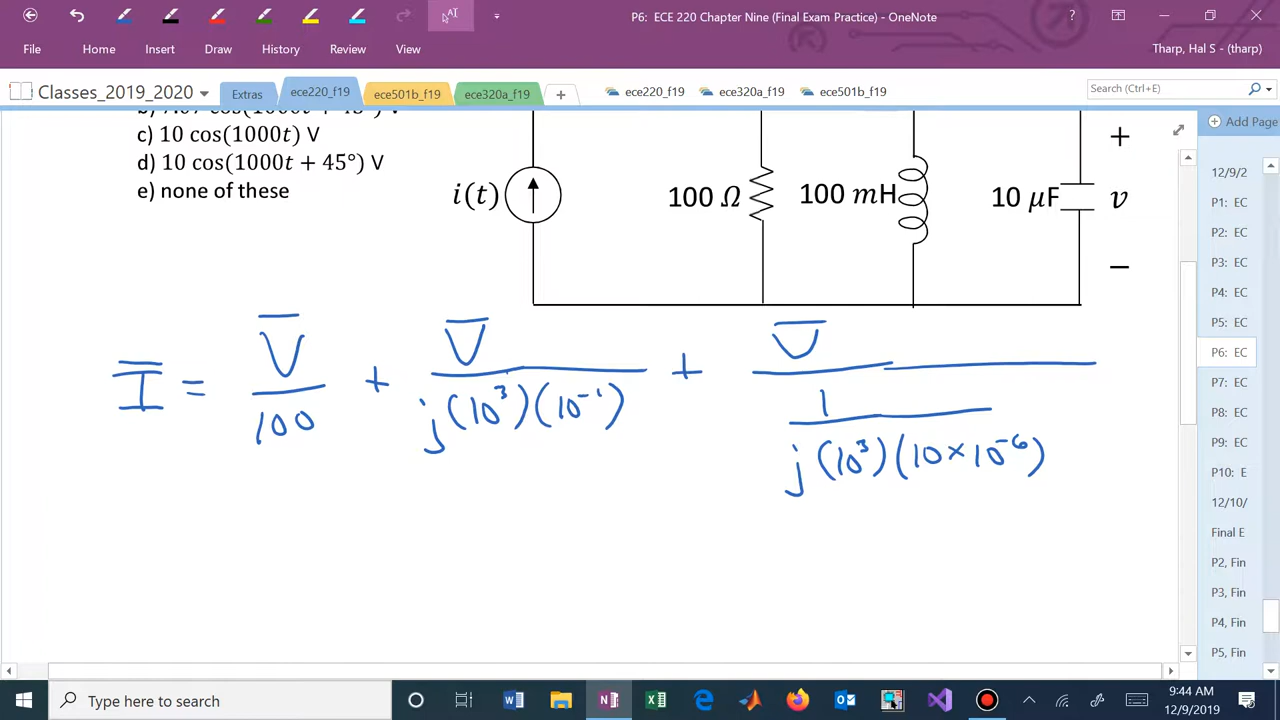 P6: ECE 220 Chapter Nine (Final Exam Practice) - OneNote
File Home Insert Draw History Review View
Tharp, Hal S - (tharp)
Classes_2019_2020 Extras ece220_f19 ece501b_f19 ece320a_f19 ece220_f19 ece320a_f19 ece501b_f19
Search (Ctrl+E)
Add Page
c) 10 cos(1000t) V
d) 10 cos(1000t + 45°) V
e) none of these
i(t)
100 Ω
100 mH
10 μF
+
v
−
I̅ = V̅/100 + V̅/(j(10³)(10⁻¹)) + V̅/(1/(j(10³)(10×10⁻⁶)))
12/9/2
P1: EC
P2: EC
P3: EC
P4: EC
P5: EC
P6: EC
P7: EC
P8: EC
P9: EC
P10: E
12/10/
Final E
P2, Fin
P3, Fin
P4, Fin
P5, Fin
Type here to search
9:44 AM
12/9/2019